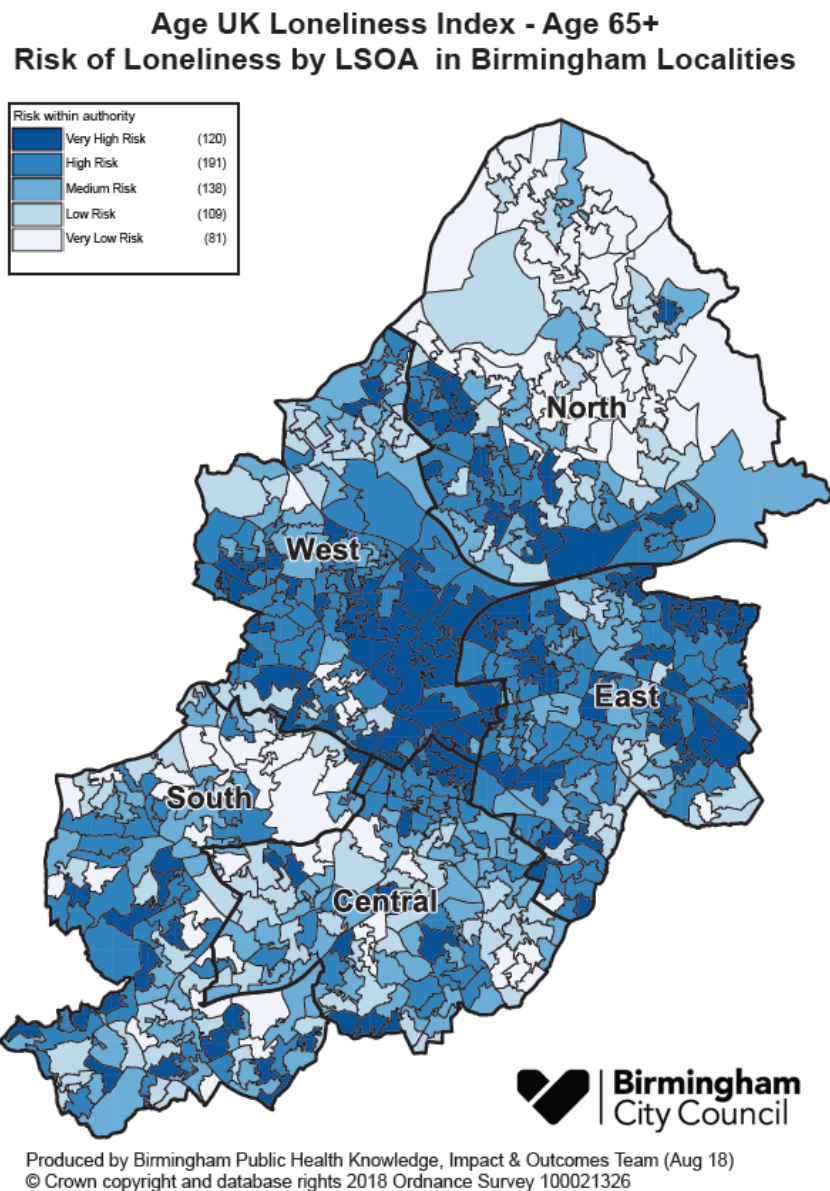 Age UK Loneliness Index - Age 65+
Risk of Loneliness by LSOA in Birmingham Localities
Risk within authority
Very High Risk (120)
High Risk (191)
Medium Risk (138)
Low Risk (109)
Very Low Risk (81)
North
West
East
South
Central
Birmingham
City Council
Produced by Birmingham Public Health Knowledge, Impact & Outcomes Team (Aug 18)
© Crown copyright and database rights 2018 Ordnance Survey 100021326